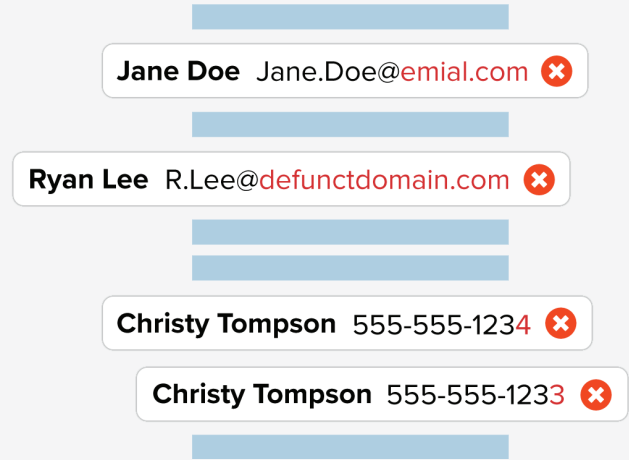 Jane Doe Jane.Doe@emial.com
Ryan Lee R.Lee@defunctdomain.com
Christy Tompson 555-555-1234
Christy Tompson 555-555-1233